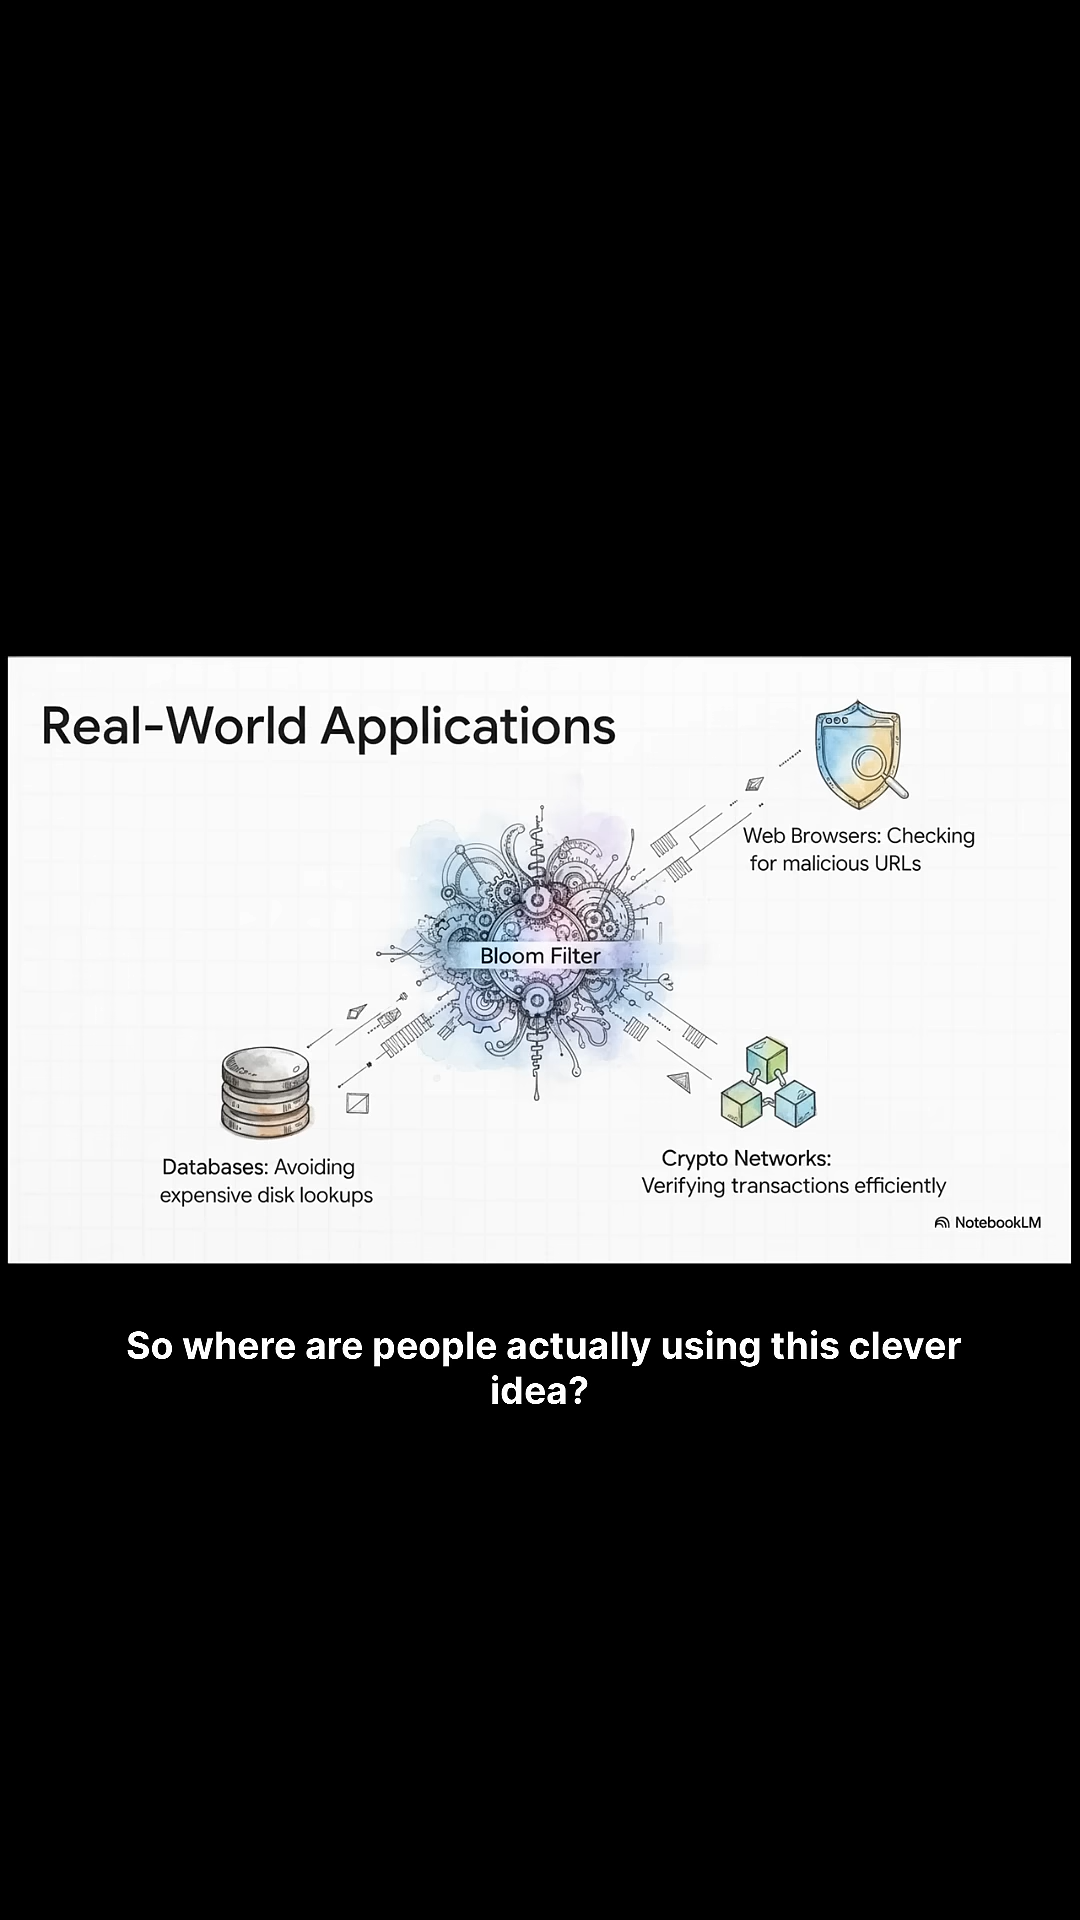 Real-World Applications
Web Browsers: Checking
for malicious URLs
Bloom Filter
Databases: Avoiding
expensive disk lookups
Crypto Networks:
Verifying transactions efficiently
NotebookLM
So where are people actually using this clever
idea?